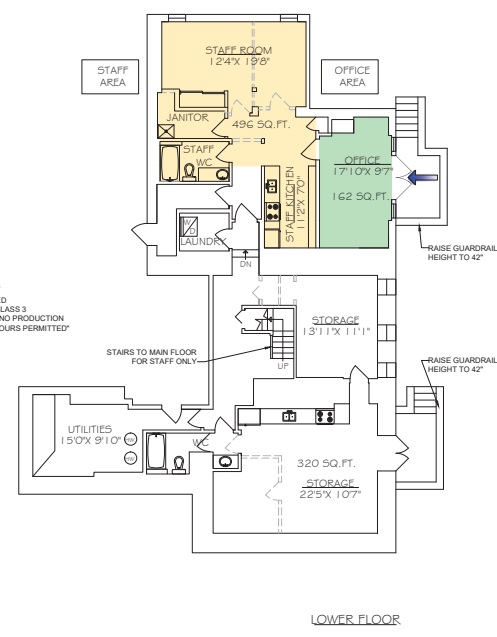 STAFF ROOM
12'4"X 19'8"
STAFF
AREA
OFFICE
AREA
JANITOR
496 SQ.FT.
STAFF
WC
OFFICE
17'10"X 9'7"
162 SQ.FT.
STAFF KITCHEN
11'2"X 7'0"
W
D
LAUNDRY
RAISE GUARDRAIL
HEIGHT TO 42"
DN
ED
LASS 3
NO PRODUCTION
OURS PERMITTED"
STORAGE
13'11"X 11'1"
STAIRS TO MAIN FLOOR
FOR STAFF ONLY
UP
RAISE GUARDRAIL
HEIGHT TO 42"
UTILITIES
15'0"X 9'10"
HW
HW
WC
320 SQ.FT.
STORAGE
22'5"X 10'7"
LOWER FLOOR